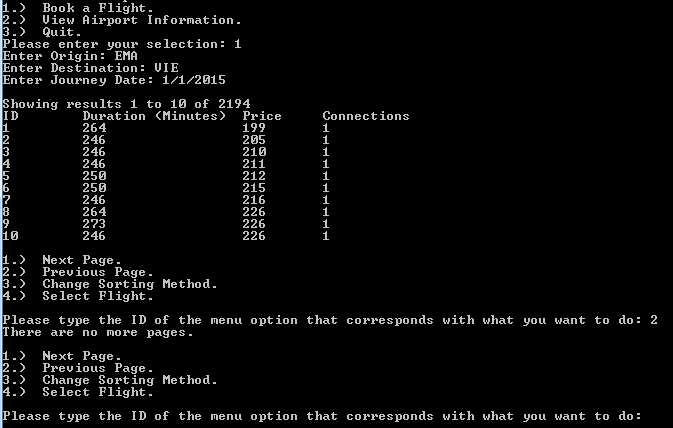 1.)  Book a Flight.
2.)  View Airport Information.
3.)  Quit.
Please enter your selection: 1
Enter Origin: EMA
Enter Destination: VIE
Enter Journey Date: 1/1/2015
Showing results 1 to 10 of 2194
ID        Duration (Minutes)  Price     Connections
1         264                 199       1
2         246                 205       1
3         246                 210       1
4         246                 211       1
5         250                 212       1
6         250                 215       1
7         246                 216       1
8         264                 226       1
9         273                 226       1
10        246                 226       1
1.)  Next Page.
2.)  Previous Page.
3.)  Change Sorting Method.
4.)  Select Flight.
Please type the ID of the menu option that corresponds with what you want to do: 2
There are no more pages.
1.)  Next Page.
2.)  Previous Page.
3.)  Change Sorting Method.
4.)  Select Flight.
Please type the ID of the menu option that corresponds with what you want to do: